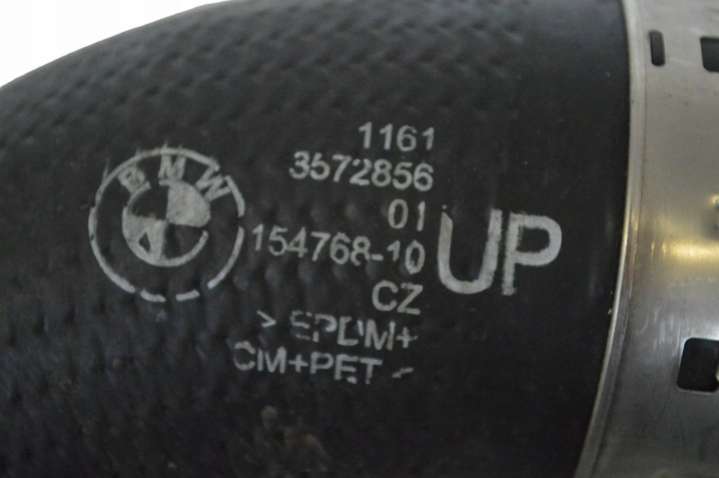 BMW
1161
3572856
01
154768-10
CZ
UP
> EPDM+
CM+PET <